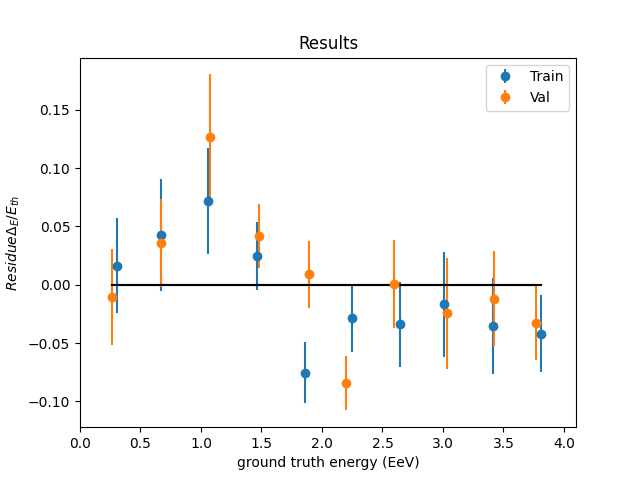 Results
Residue Δ_E/E_th
0.15
0.10
0.05
0.00
−0.05
−0.10
Train
Val
0.0 0.5 1.0 1.5 2.0 2.5 3.0 3.5 4.0
ground truth energy (EeV)